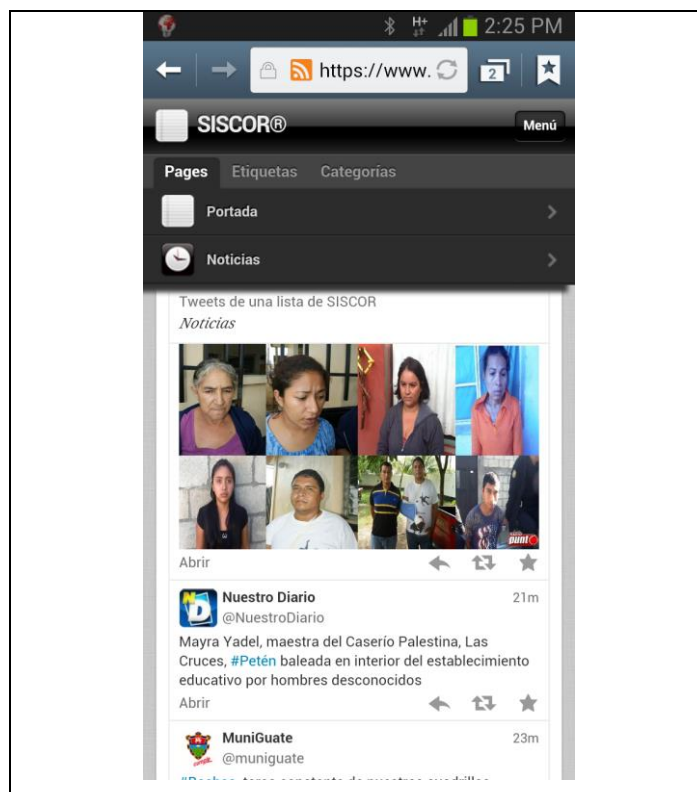 2:25 PM
https://www.
2
SISCOR®
Menú
Pages Etiquetas Categorías
Portada
Noticias
Tweets de una lista de SISCOR
Noticias
punto
Abrir
Nuestro Diario 21m
@NuestroDiario
Mayra Yadel, maestra del Caserío Palestina, Las
Cruces, #Petén baleada en interior del establecimiento
educativo por hombres desconocidos
Abrir
MuniGuate 23m
@muniguate